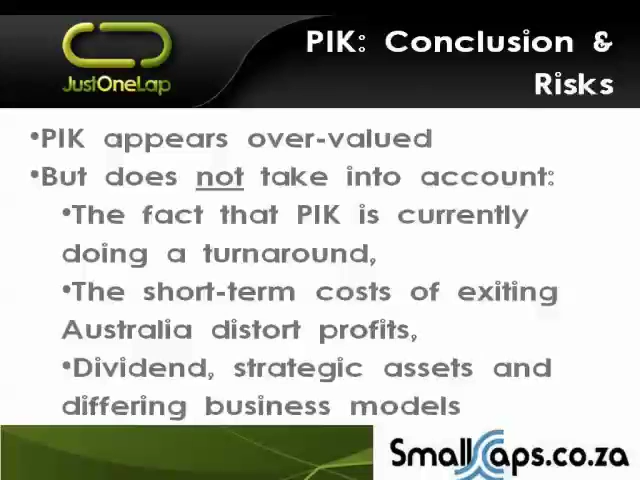 JustOneLap
PIK: Conclusion &
Risks
•PIK appears over-valued
•But does not take into account:
•The fact that PIK is currently
doing a turnaround,
•The short-term costs of exiting
Australia distort profits,
•Dividend, strategic assets and
differing business models
SmallCaps.co.za